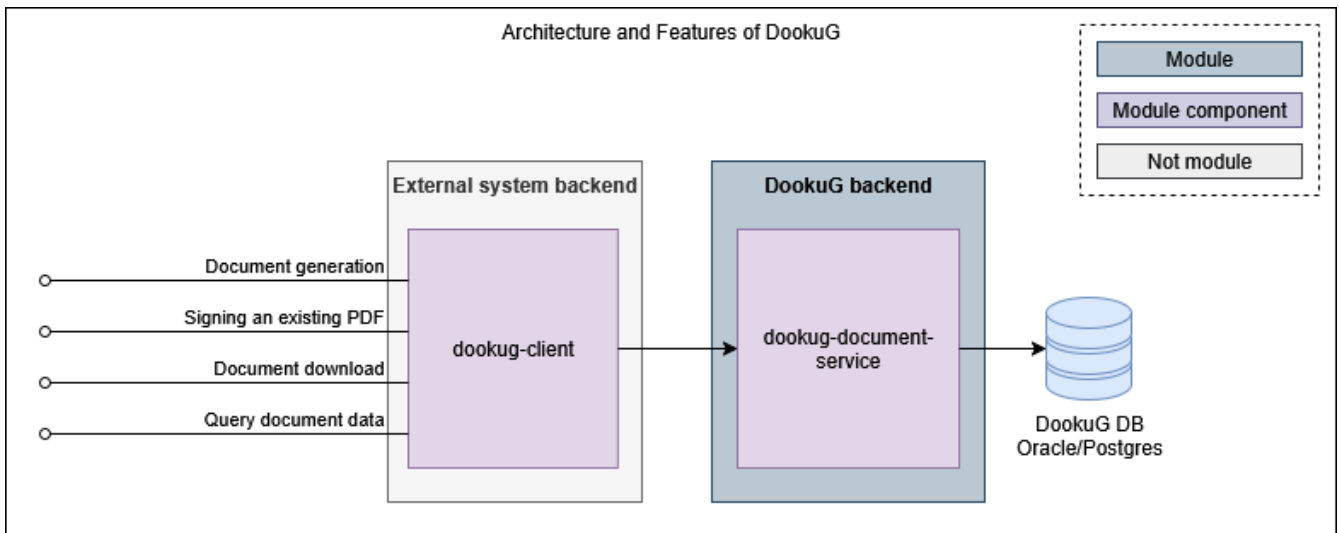 Architecture and Features of DookuG
Module
Module component
Not module
External system backend
DookuG backend
Document generation
Signing an existing PDF
Document download
Query document data
dookug-client
dookug-document-
service
DookuG DB
Oracle/Postgres